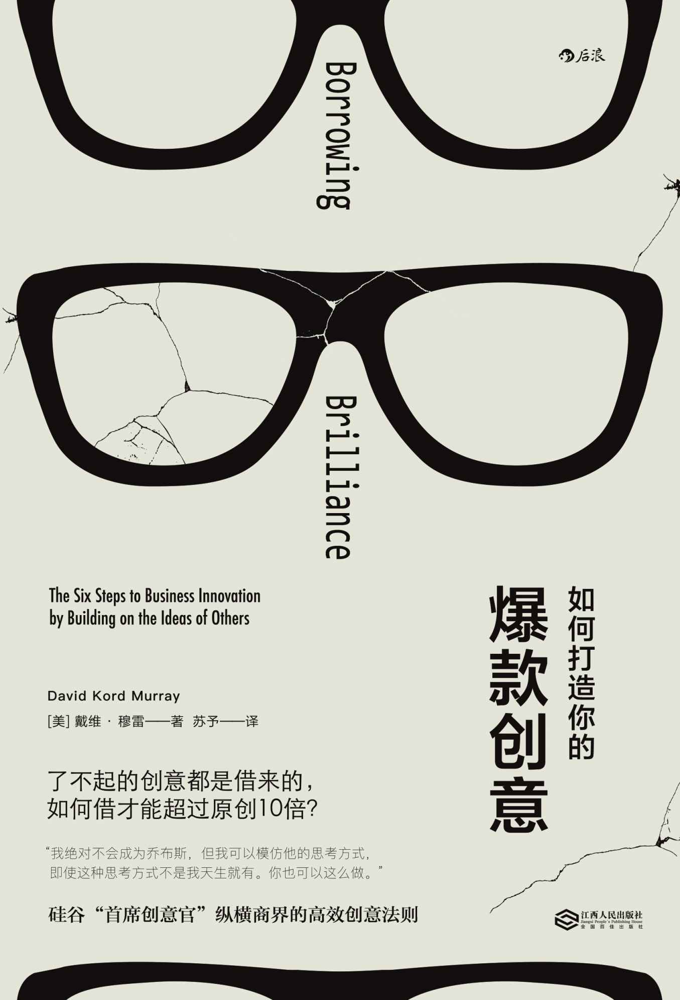 后浪
Borrowing
Brilliance
The Six Steps to Business Innovation
by Building on the Ideas of Others
如何打造你的
爆款创意
David Kord Murray
[美] 戴维 · 穆雷——著 苏予——译
了不起的创意都是借来的，
如何借才能超过原创10倍？
“我绝对不会成为乔布斯，但我可以模仿他的思考方式，
即使这种思考方式不是我天生就有。你也可以这么做。”
硅谷“首席创意官”纵横商界的高效创意法则
江西人民出版社
Jiangxi People's Publishing House
全国百佳出版社